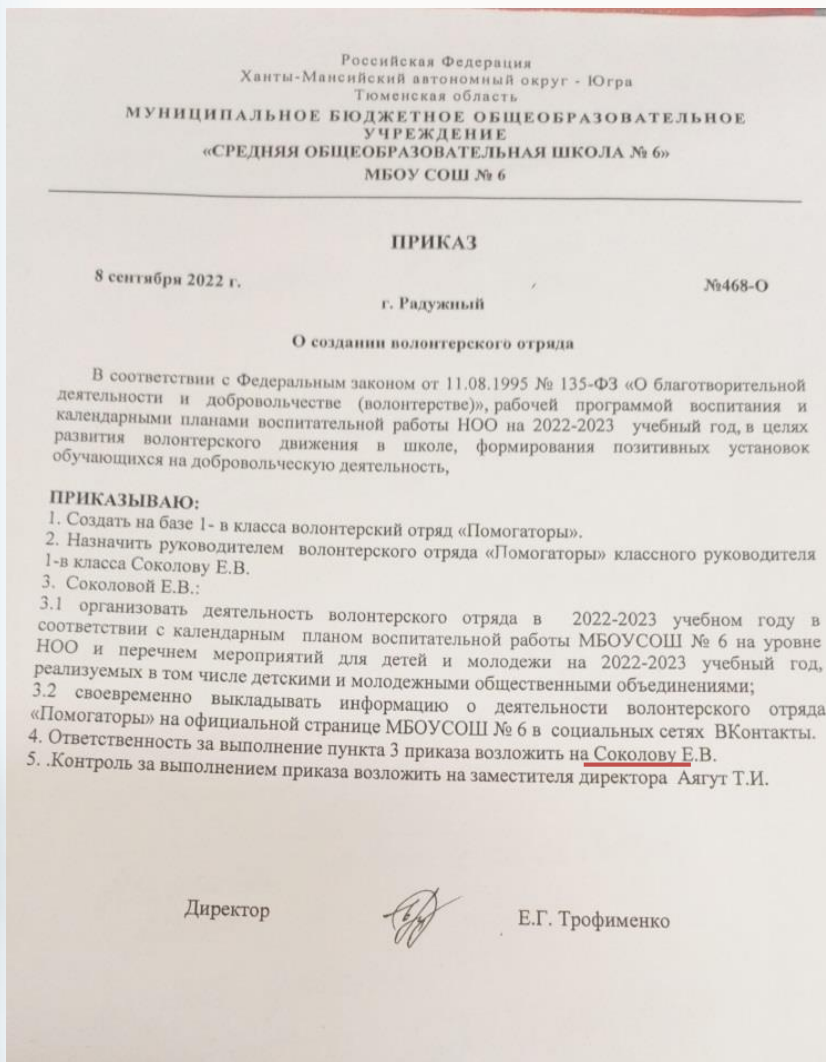 Российская Федерация
Ханты-Мансийский автономный округ - Югра
Тюменская область
МУНИЦИПАЛЬНОЕ БЮДЖЕТНОЕ ОБЩЕОБРАЗОВАТЕЛЬНОЕ
УЧРЕЖДЕНИЕ
«СРЕДНЯЯ ОБЩЕОБРАЗОВАТЕЛЬНАЯ ШКОЛА № 6»
МБОУ СОШ № 6
ПРИКАЗ
8 сентября 2022 г. №468-О
г. Радужный
О создании волонтерского отряда
В соответствии с Федеральным законом от 11.08.1995 № 135-ФЗ «О благотворительной
деятельности и добровольчестве (волонтерстве)», рабочей программой воспитания и
календарными планами воспитательной работы НОО на 2022-2023 учебный год, в целях
развития волонтерского движения в школе, формирования позитивных установок
обучающихся на добровольческую деятельность,
ПРИКАЗЫВАЮ:
1. Создать на базе 1- в класса волонтерский отряд «Помогаторы».
2. Назначить руководителем волонтерского отряда «Помогаторы» классного руководителя
1-в класса Соколову Е.В.
3. Соколовой Е.В.:
3.1 организовать деятельность волонтерского отряда в 2022-2023 учебном году в
соответствии с календарным планом воспитательной работы МБОУСОШ № 6 на уровне
НОО и перечнем мероприятий для детей и молодежи на 2022-2023 учебный год,
реализуемых в том числе детскими и молодежными общественными объединениями;
3.2 своевременно выкладывать информацию о деятельности волонтерского отряда
«Помогаторы» на официальной странице МБОУСОШ № 6 в социальных сетях ВКонтакты.
4. Ответственность за выполнение пункта 3 приказа возложить на Соколову Е.В.
5. .Контроль за выполнением приказа возложить на заместителя директора Аягут Т.И.
Директор Е.Г. Трофименко